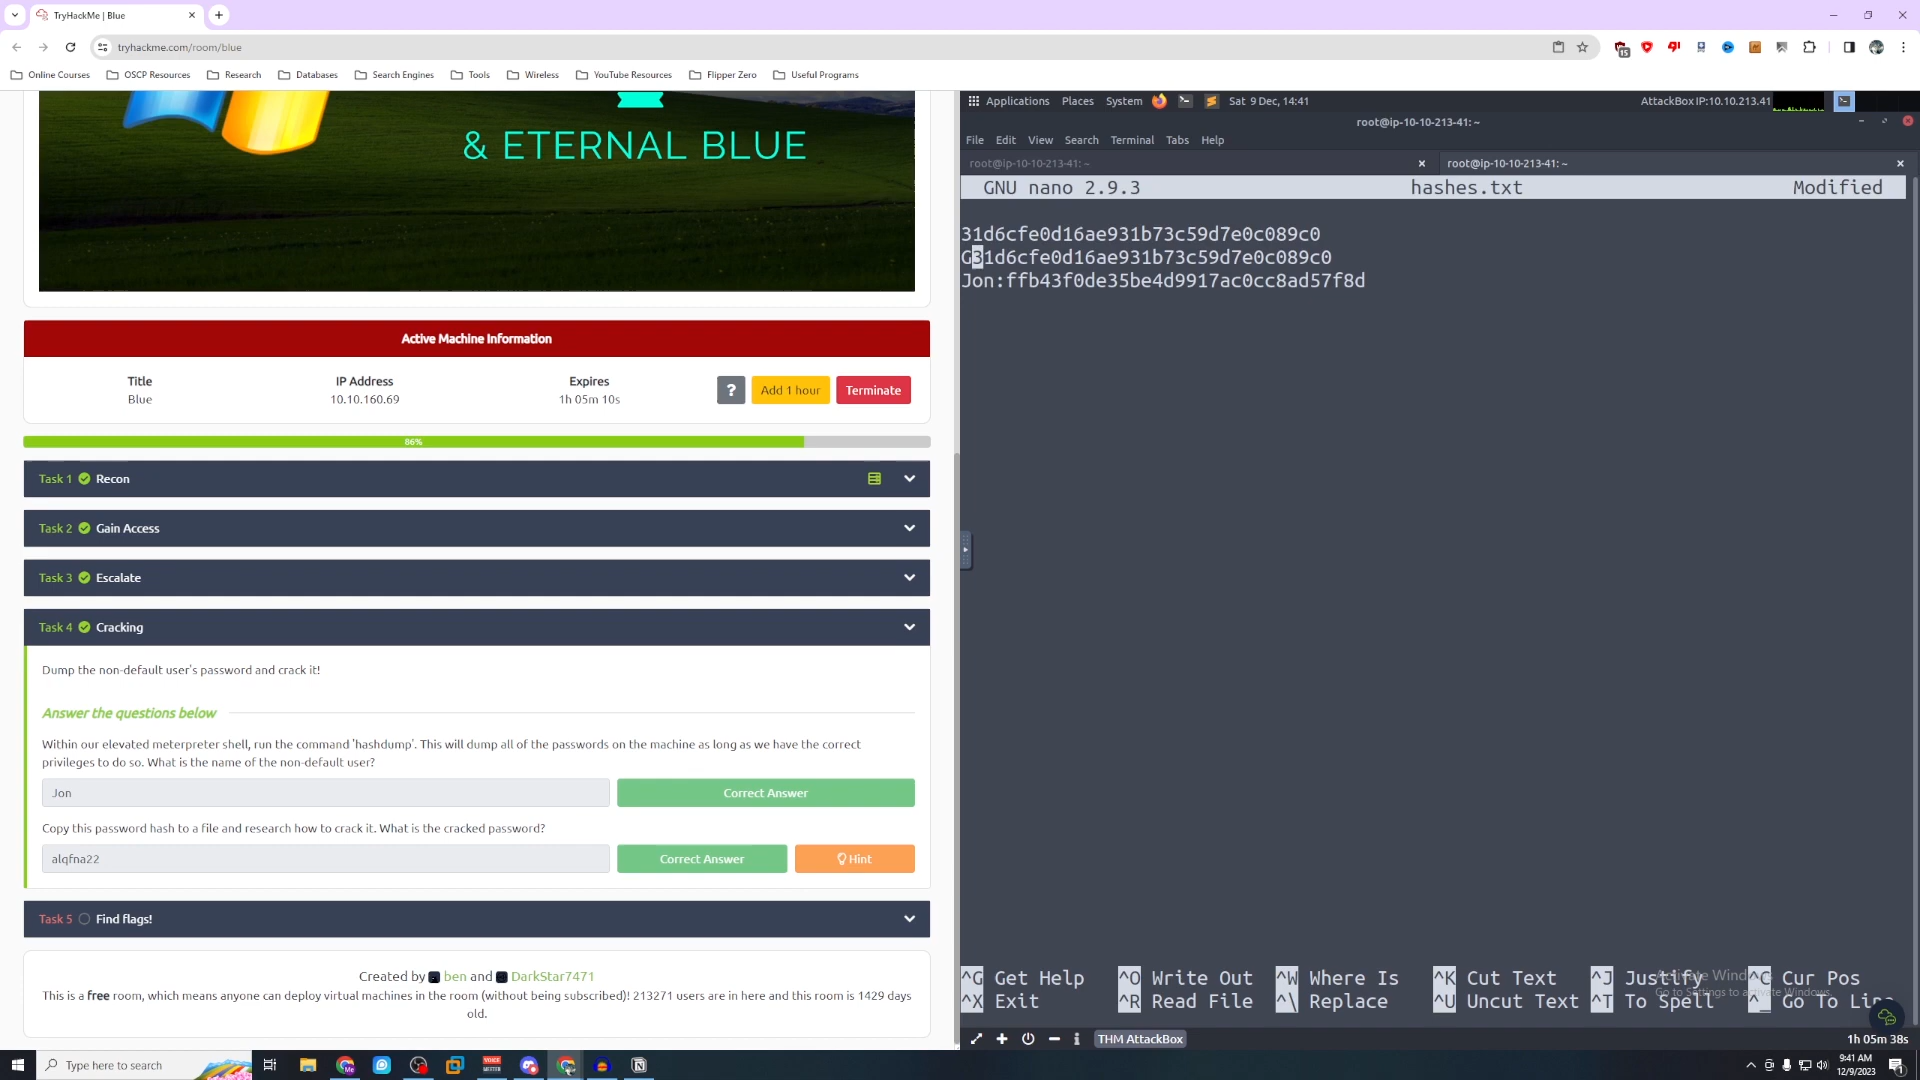 TryHackMe | Blue
tryhackme.com/room/blue
15
Online Courses
OSCP Resources
Research
Databases
Search Engines
Tools
Wireless
YouTube Resources
Flipper Zero
Useful Programs
& ETERNAL BLUE
Active Machine Information
Title
IP Address
Expires
Blue
10.10.160.69
1h 05m 10s
?
Add 1 hour
Terminate
86%
Task 1 Recon
Task 2 Gain Access
Task 3 Escalate
Task 4 Cracking
Dump the non-default user's password and crack it!
Answer the questions below
Within our elevated meterpreter shell, run the command 'hashdump'. This will dump all of the passwords on the machine as long as we have the correct
privileges to do so. What is the name of the non-default user?
Jon
Correct Answer
Copy this password hash to a file and research how to crack it. What is the cracked password?
alqfna22
Correct Answer
Hint
Task 5 Find flags!
Created by ben and DarkStar7471
This is a free room, which means anyone can deploy virtual machines in the room (without being subscribed)! 213271 users are in here and this room is 1429 days
old.
Applications Places System
Sat 9 Dec, 14:41
AttackBox IP:10.10.213.41
root@ip-10-10-213-41: ~
File Edit View Search Terminal Tabs Help
root@ip-10-10-213-41: ~
root@ip-10-10-213-41: ~
GNU nano 2.9.3 hashes.txt Modified
31d6cfe0d16ae931b73c59d7e0c089c0
G31d6cfe0d16ae931b73c59d7e0c089c0
Jon:ffb43f0de35be4d9917ac0cc8ad57f8d
^G Get Help ^O Write Out ^W Where Is ^K Cut Text ^J Justify ^C Cur Pos
^X Exit ^R Read File ^\ Replace ^U Uncut Text ^T To Spell ^_ Go To Line
Activate Windows
Go to Settings to activate Windows.
THM AttackBox
1h 05m 38s
Type here to search
9:41 AM
12/9/2023
1